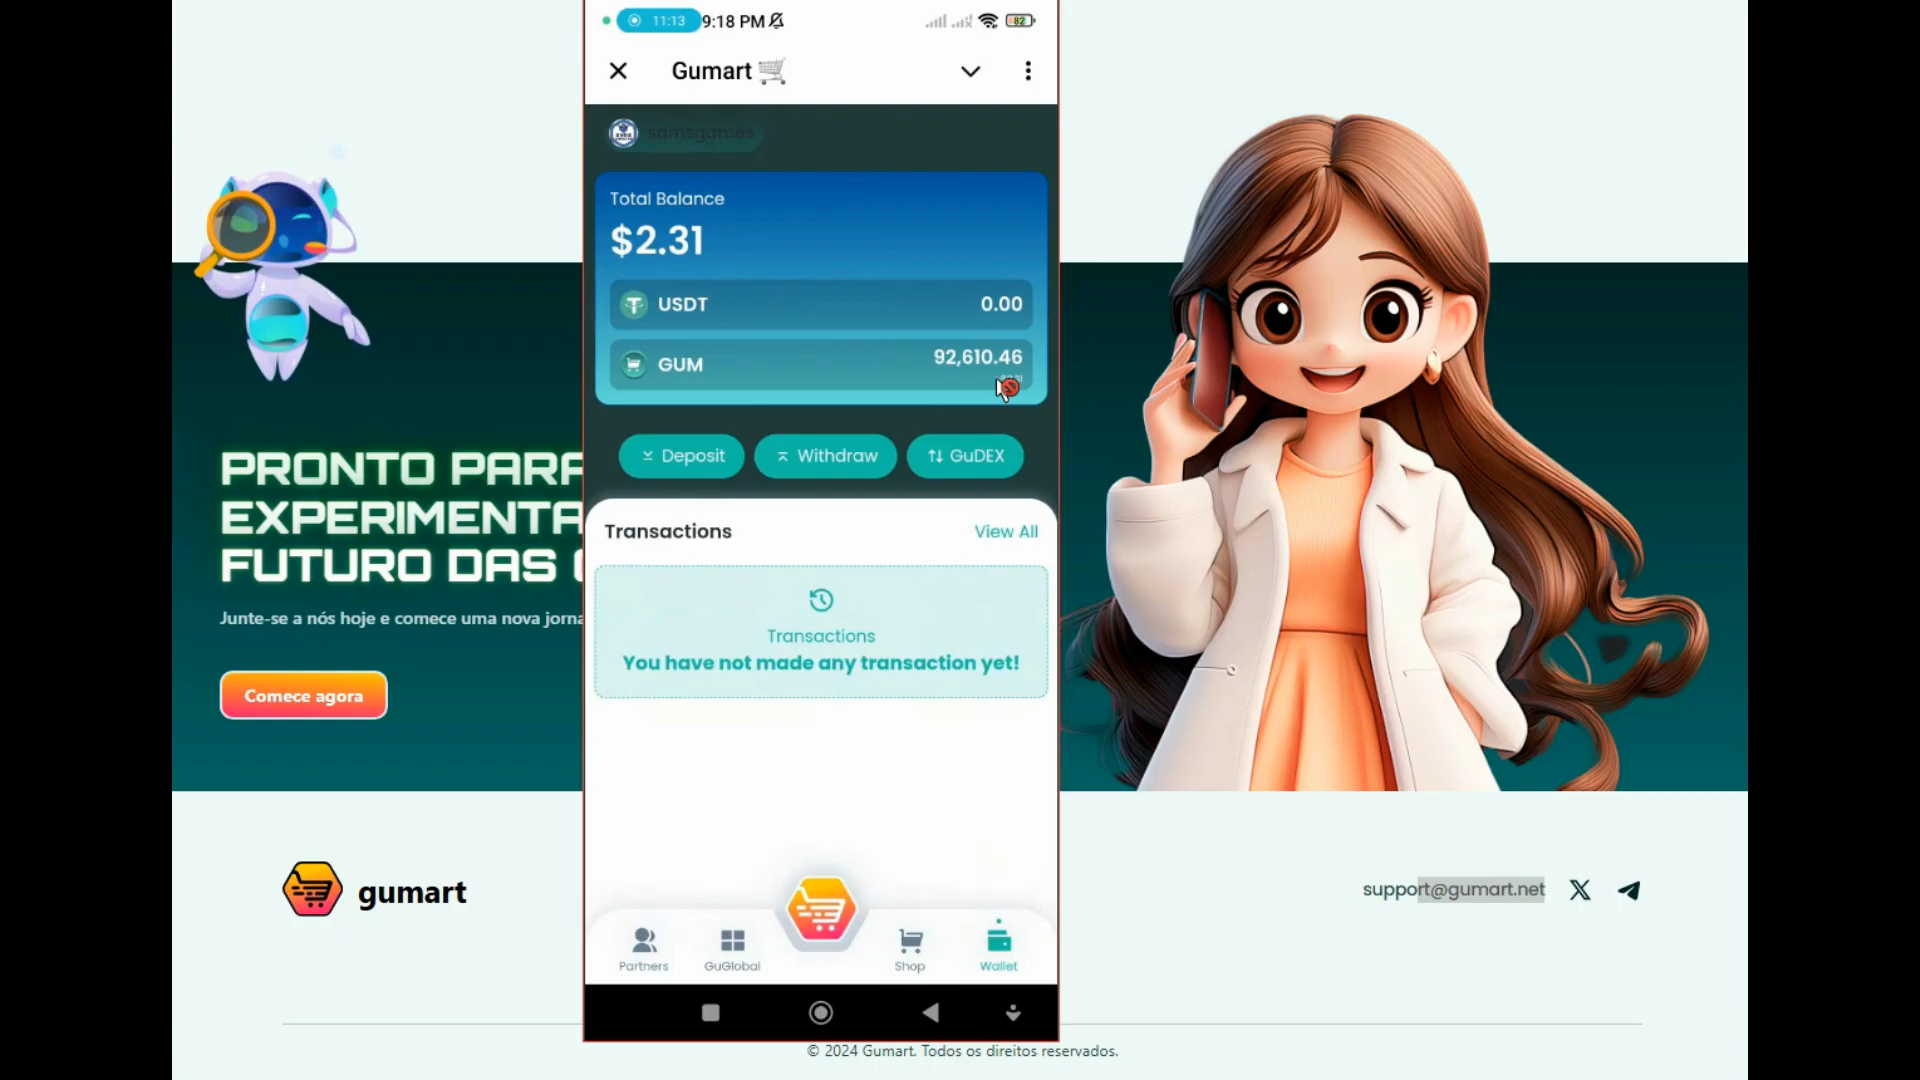 11:13 9:18 PM 82
Gumart
samsgames
Total Balance
$2.31
USDT 0.00
GUM 92,610.46
Deposit Withdraw GuDEX
Transactions View All
Transactions
You have not made any transaction yet!
Partners GuGlobal Shop Wallet
PRONTO PARA
EXPERIMENTA
FUTURO DAS
Junte-se a nós hoje e comece uma nova jorna
Comece agora
gumart
support@gumart.net
© 2024 Gumart. Todos os direitos reservados.